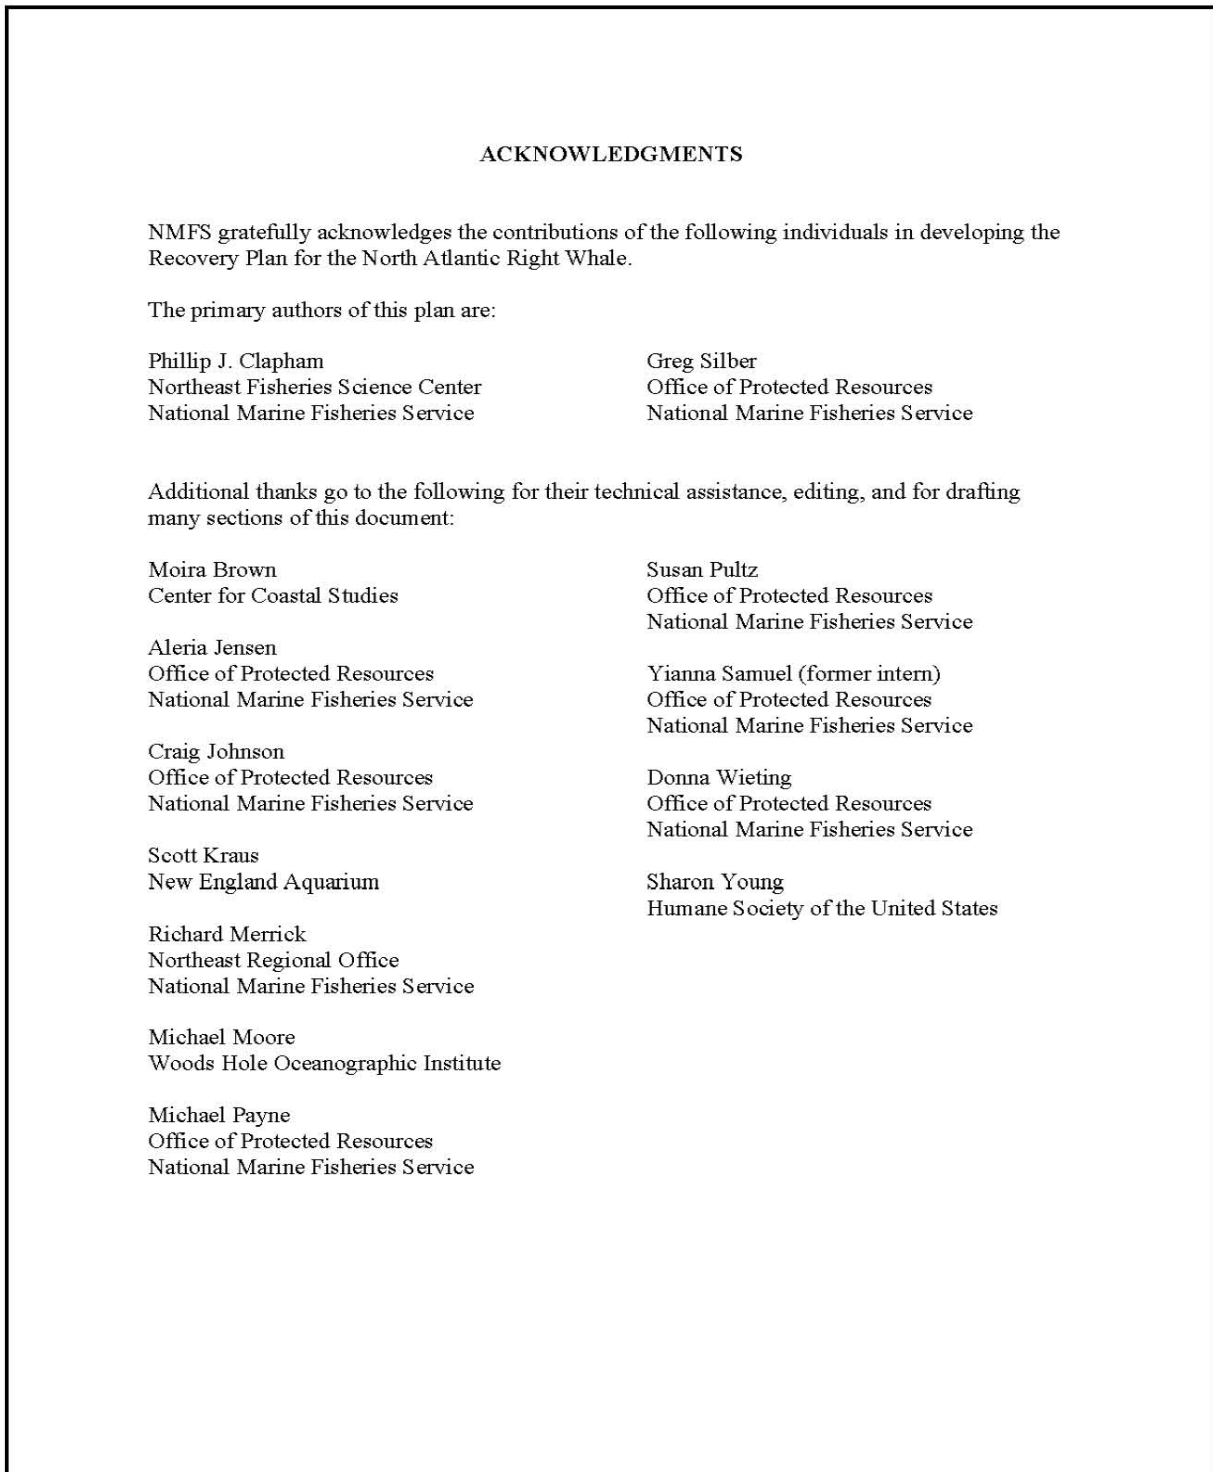 ACKNOWLEDGMENTS
NMFS gratefully acknowledges the contributions of the following individuals in developing the
Recovery Plan for the North Atlantic Right Whale.
The primary authors of this plan are:
Phillip J. Clapham
Northeast Fisheries Science Center
National Marine Fisheries Service
Greg Silber
Office of Protected Resources
National Marine Fisheries Service
Additional thanks go to the following for their technical assistance, editing, and for drafting
many sections of this document:
Moira Brown
Center for Coastal Studies
Aleria Jensen
Office of Protected Resources
National Marine Fisheries Service
Craig Johnson
Office of Protected Resources
National Marine Fisheries Service
Scott Kraus
New England Aquarium
Richard Merrick
Northeast Regional Office
National Marine Fisheries Service
Michael Moore
Woods Hole Oceanographic Institute
Michael Payne
Office of Protected Resources
National Marine Fisheries Service
Susan Pultz
Office of Protected Resources
National Marine Fisheries Service
Yianna Samuel (former intern)
Office of Protected Resources
National Marine Fisheries Service
Donna Wieting
Office of Protected Resources
National Marine Fisheries Service
Sharon Young
Humane Society of the United States